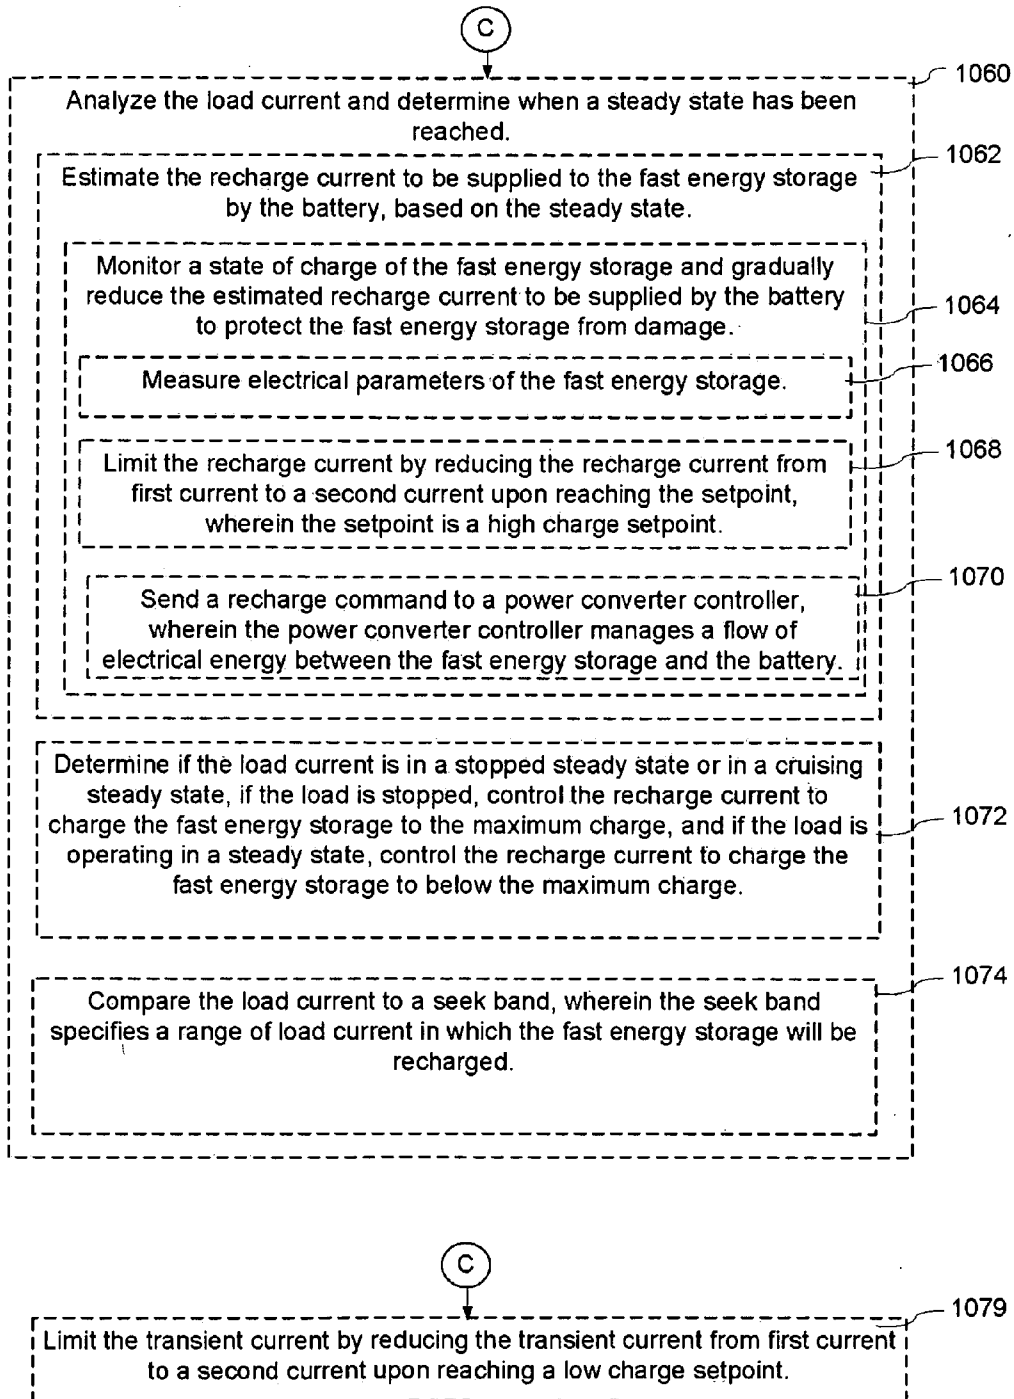 C
1060
Analyze the load current and determine when a steady state has been
reached.
1062
Estimate the recharge current to be supplied to the fast energy storage
by the battery, based on the steady state.
Monitor a state of charge of the fast energy storage and gradually
reduce the estimated recharge current to be supplied by the battery
to protect the fast energy storage from damage.
1064
1066
Measure electrical parameters of the fast energy storage.
1068
Limit the recharge current by reducing the recharge current from
first current to a second current upon reaching the setpoint,
wherein the setpoint is a high charge setpoint.
1070
Send a recharge command to a power converter controller,
wherein the power converter controller manages a flow of
electrical energy between the fast energy storage and the battery.
Determine if the load current is in a stopped steady state or in a cruising
steady state, if the load is stopped, control the recharge current to
charge the fast energy storage to the maximum charge, and if the load is
operating in a steady state, control the recharge current to charge the
fast energy storage to below the maximum charge.
1072
1074
Compare the load current to a seek band, wherein the seek band
specifies a range of load current in which the fast energy storage will be
recharged.
C
1079
Limit the transient current by reducing the transient current from first current
to a second current upon reaching a low charge setpoint.